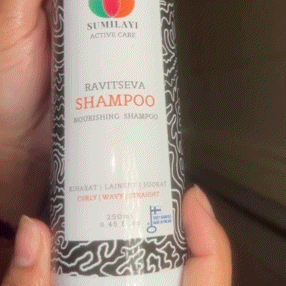 SUMILAYI
ACTIVE CARE
RAVITSEVA
SHAMPOO
NOURISHING SHAMPOO
KIHARAT | LAINEET | SUORAT
CURLY | WAVY | STRAIGHT
250ml